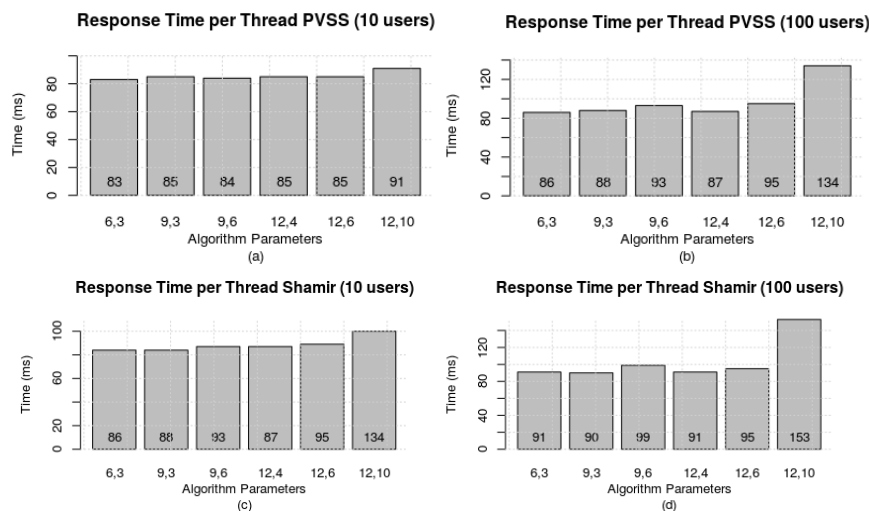 Response Time per Thread PVSS (10 users)
Time (ms)
80
60
40
20
0
83 85 84 85 85 91
6,3 9,3 9,6 12,4 12,6 12,10
Algorithm Parameters
(a)
Response Time per Thread PVSS (100 users)
Time (ms)
120
80
40
0
86 88 93 87 95 134
6,3 9,3 9,6 12,4 12,6 12,10
Algorithm Parameters
(b)
Response Time per Thread Shamir (10 users)
Time (ms)
100
60
20
0
86 88 93 87 95 134
6,3 9,3 9,6 12,4 12,6 12,10
Algorithm Parameters
(c)
Response Time per Thread Shamir (100 users)
Time (ms)
120
80
40
0
91 90 99 91 95 153
6,3 9,3 9,6 12,4 12,6 12,10
Algorithm Parameters
(d)